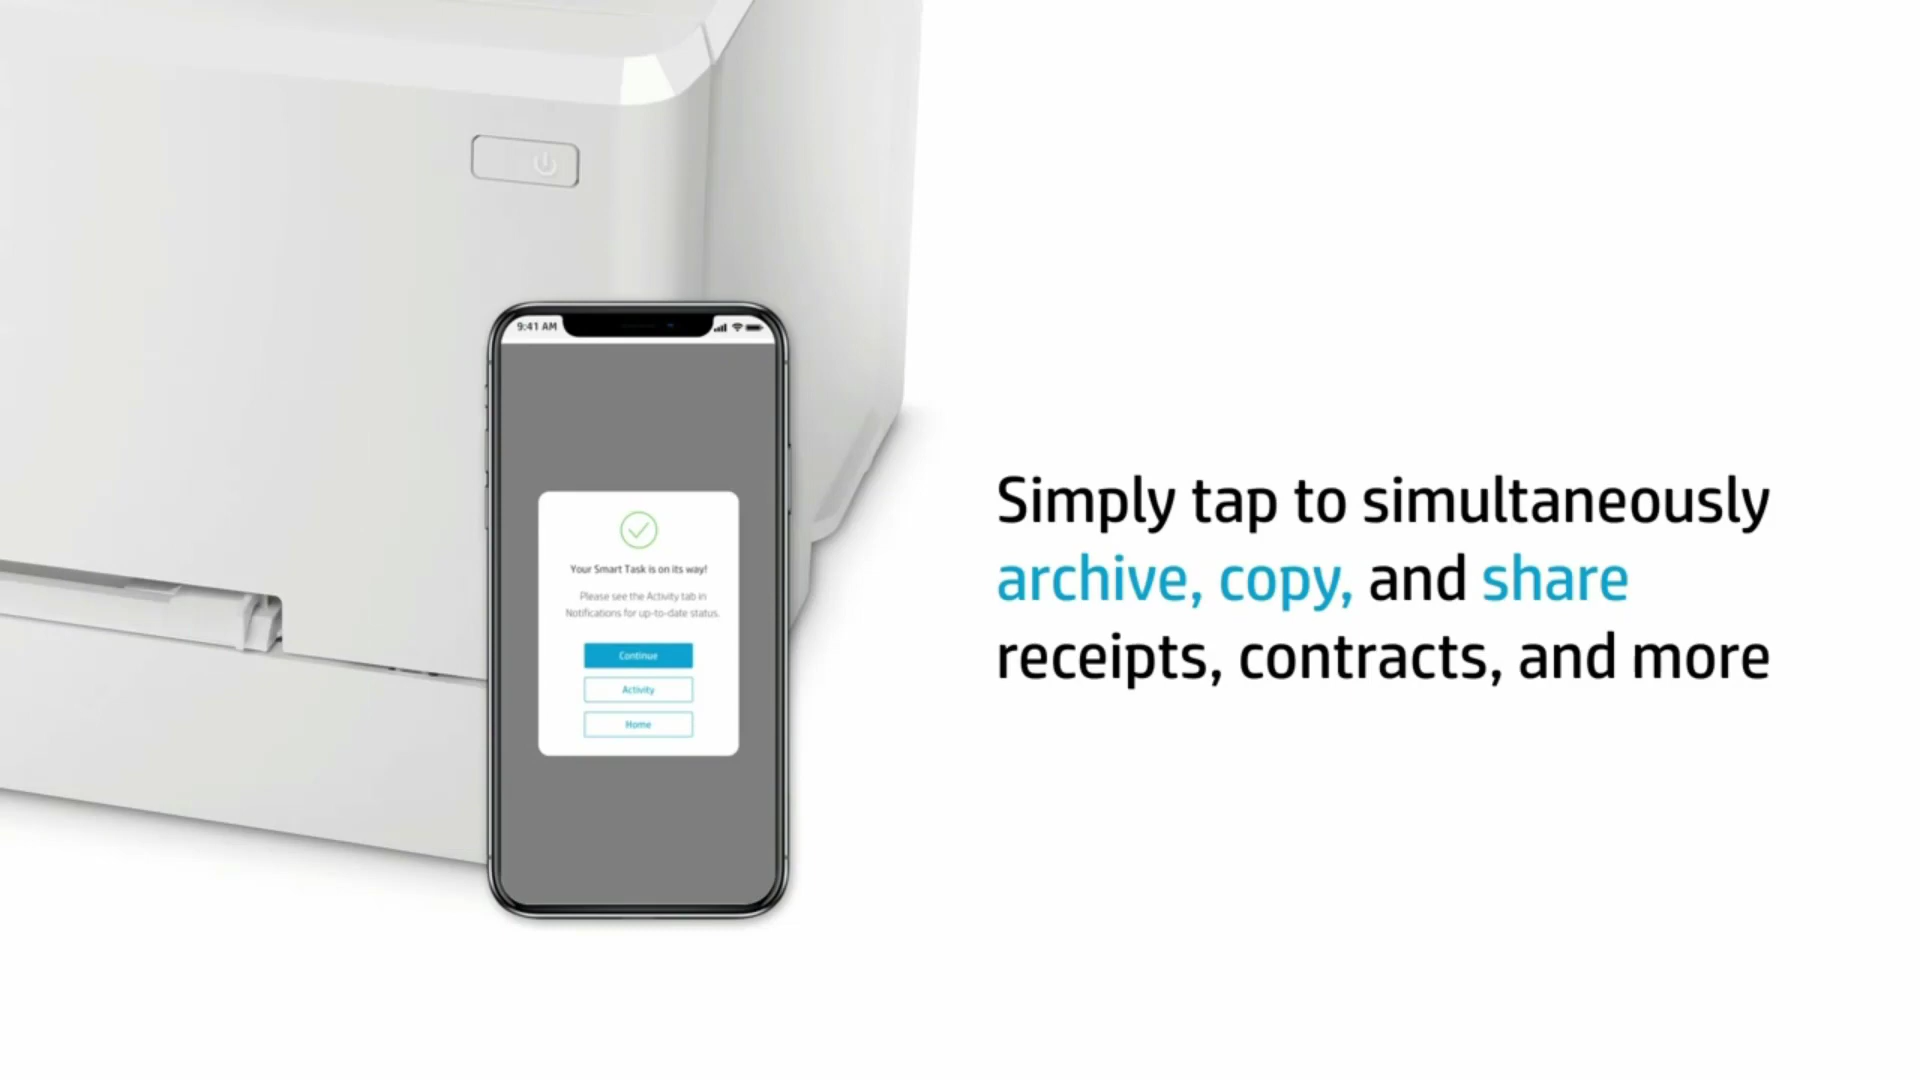 9:41 AM
Your Smart Task is on its way!
Please see the Activity tab in
Notifications for up-to-date status.
Continue
Activity
Home
Simply tap to simultaneously
archive, copy, and share
receipts, contracts, and more